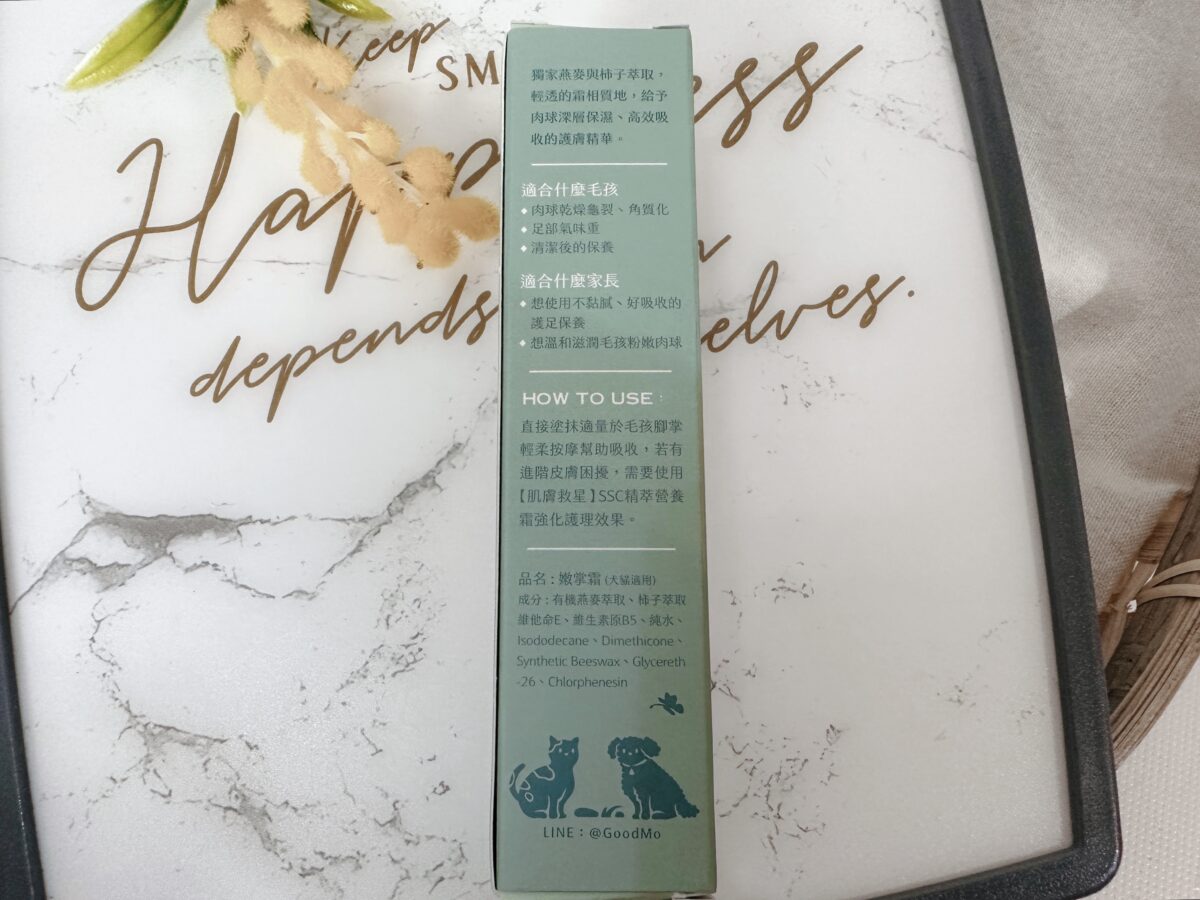 Keep
SM
ess
depends
elves.
獨家燕麥與柿子萃取，
輕透的霜相質地，給予
肉球深層保濕、高效吸
收的護膚精華。
適合什麼毛孩
◆ 肉球乾燥龜裂、角質化
◆ 足部氣味重
◆ 清潔後的保養
適合什麼家長
◆ 想使用不黏膩、好吸收的
護足保養
◆ 想溫和滋潤毛孩粉嫩肉球
HOW TO USE：
直接塗抹適量於毛孩腳掌
輕柔按摩幫助吸收，若有
進階皮膚困擾，需要使用
【肌膚救星】SSC精萃營養
霜強化護理效果。
品名：嫩掌霜 (犬貓適用)
成分：有機燕麥萃取、柿子萃取
維他命E、維生素原B5、純水、
Isododecane、Dimethicone、
Synthetic Beeswax、Glycereth
-26、Chlorphenesin
LINE：@GoodMo